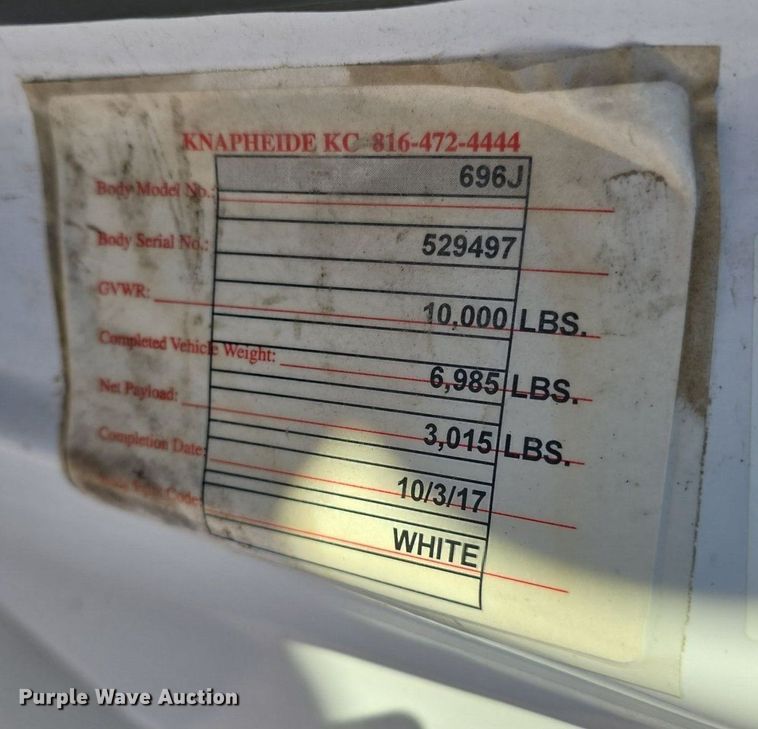 KNAPHEIDE KC 816-472-4444
Body Model No.: 696J
Body Serial No.: 529497
GVWR: 10,000 LBS.
Completed Vehicle Weight: 6,985 LBS.
Net Payload: 3,015 LBS.
Completion Date: 10/3/17
Code: WHITE
Purple Wave Auction